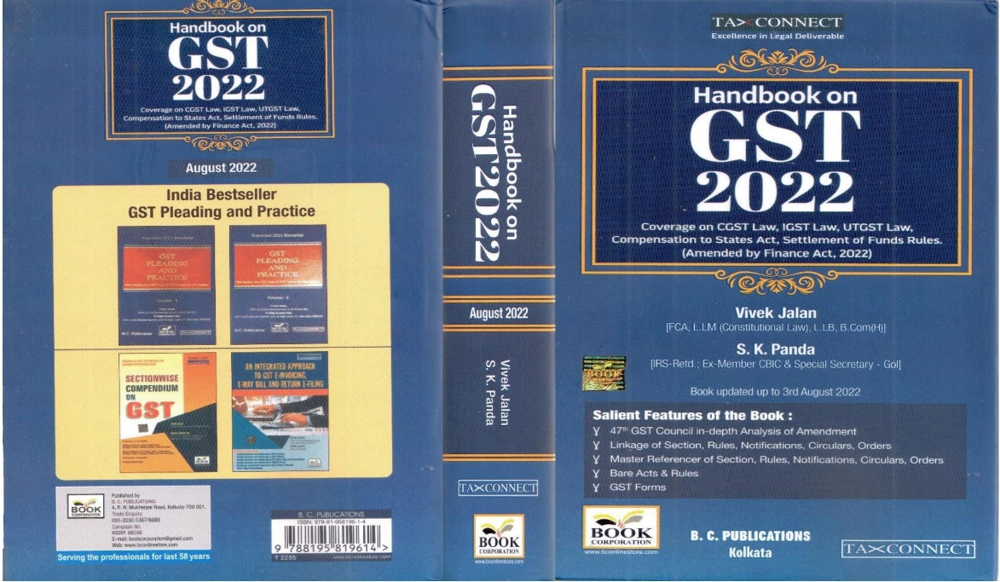 Handbook on
GST
2022
Coverage on CGST Law, IGST Law, UTGST Law,
Compensation to States Act, Settlement of Funds Rules.
(Amended by Finance Act, 2022)
August 2022
India Bestseller
GST Pleading and Practice
GST
PLEADING
AND
PRACTICE
GST
PLEADING
AND
PRACTICE
SECTIONWISE
COMPENDIUM
ON
GST
AN INTEGRATED APPROACH
TO GST E-INVOICING,
E-WAY BILL AND RETURN E-FILING
BOOK
CORPORATION
Published by
B. C. PUBLICATIONS
4, R. N. Mukherjee Road, Kolkata-700 001.
Trade Enquiry
Complain No.
E-mail: bookcorporation@gmail.com
Web: www.bconlinestore.com
Serving the professionals for last 58 years
B. C. PUBLICATIONS
ISBN: 978-81-958196-1-4
9 788195 819614 >
₹ 2295
www.bconlinestore.com
Handbook on
GST 2022
August 2022
Vivek Jalan
S. K. Panda
TAXCONNECT
BOOK
CORPORATION
www.bconlinestore.com
TAXCONNECT
Excellence in Legal Deliverable
Handbook on
GST
2022
Coverage on CGST Law, IGST Law, UTGST Law,
Compensation to States Act, Settlement of Funds Rules.
(Amended by Finance Act, 2022)
Vivek Jalan
[FCA, L.LM (Constitutional Law), L.LB, B.Com(H)]
S. K. Panda
[IRS-Retd.; Ex-Member CBIC & Special Secretary - GoI]
BOOK
Book updated up to 3rd August 2022
Salient Features of the Book :
47th GST Council in-depth Analysis of Amendment
Linkage of Section, Rules, Notifications, Circulars, Orders
Master Referencer of Section, Rules, Notifications, Circulars, Orders
Bare Acts & Rules
GST Forms
BOOK
CORPORATION
www.bconlinestore.com
B. C. PUBLICATIONS
Kolkata
TAXCONNECT